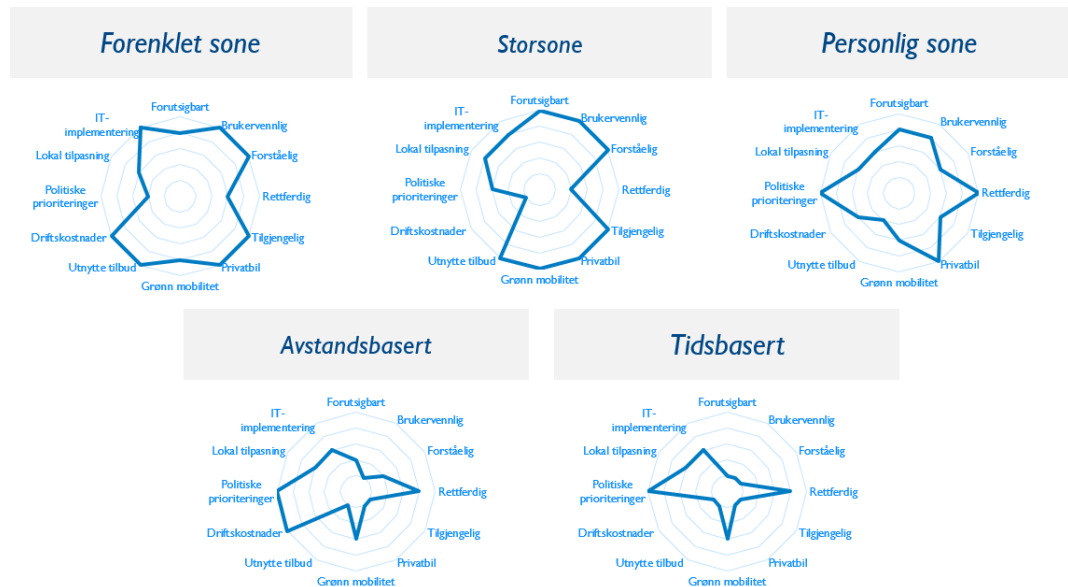 Forenklet sone
Storsone
Personlig sone
Forutsigbart
Brukervennlig
Forståelig
Rettferdig
Tilgjengelig
Privatbil
Grønn mobilitet
Utnytte tilbud
Driftskostnader
Politiske
prioriteringer
Lokal tilpasning
IT-
implementering
Forutsigbart
Brukervennlig
Forståelig
Rettferdig
Tilgjengelig
Privatbil
Grønn mobilitet
Utnytte tilbud
Driftskostnader
Politiske
prioriteringer
Lokal tilpasning
IT-
implementering
Forutsigbart
Brukervennlig
Forståelig
Rettferdig
Tilgjengelig
Privatbil
Grønn mobilitet
Utnytte tilbud
Driftskostnader
Politiske
prioriteringer
Lokal tilpasning
IT-
implementering
Avstandsbasert
Tidsbasert
Forutsigbart
Brukervennlig
Forståelig
Rettferdig
Tilgjengelig
Privatbil
Grønn mobilitet
Utnytte tilbud
Driftskostnader
Politiske
prioriteringer
Lokal tilpasning
IT-
implementering
Forutsigbart
Brukervennlig
Forståelig
Rettferdig
Tilgjengelig
Privatbil
Grønn mobilitet
Utnytte tilbud
Driftskostnader
Politiske
prioriteringer
Lokal tilpasning
IT-
implementering